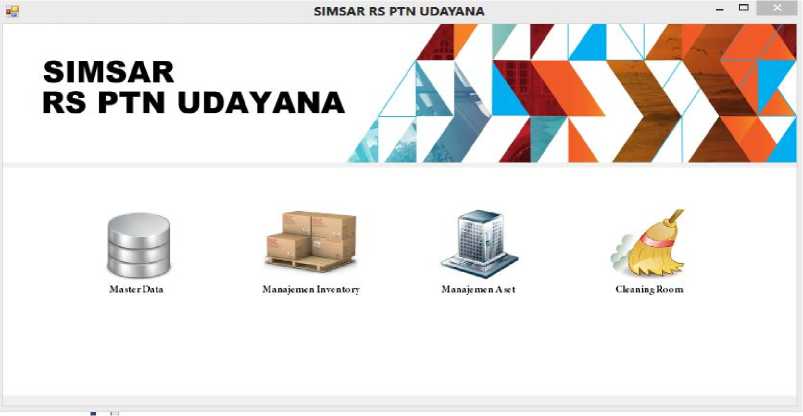 SIMSAR RS PTN UDAYANA
SIMSAR
RS PTN UDAYANA
Master Data
Manajemen Inventory
Manajemen Aset
Cleaning Room